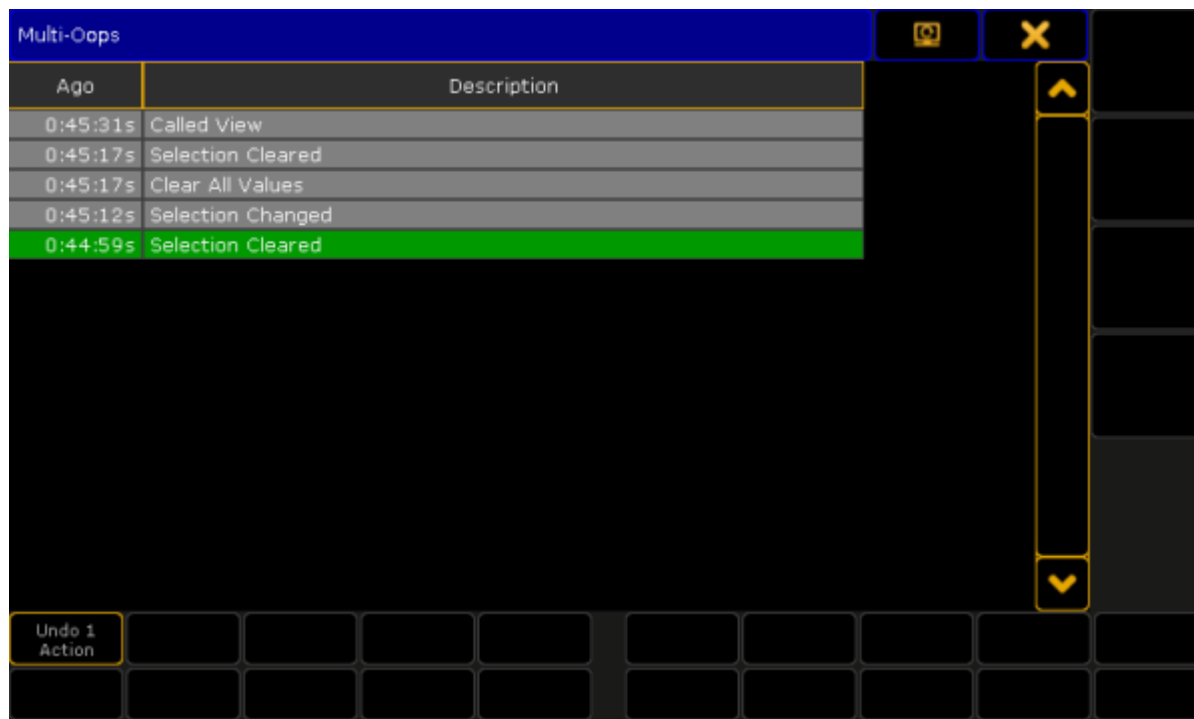 Multi-Oops
Ago Description
0:45:31s Called View
0:45:17s Selection Cleared
0:45:17s Clear All Values
0:45:12s Selection Changed
0:44:59s Selection Cleared
Undo 1
Action